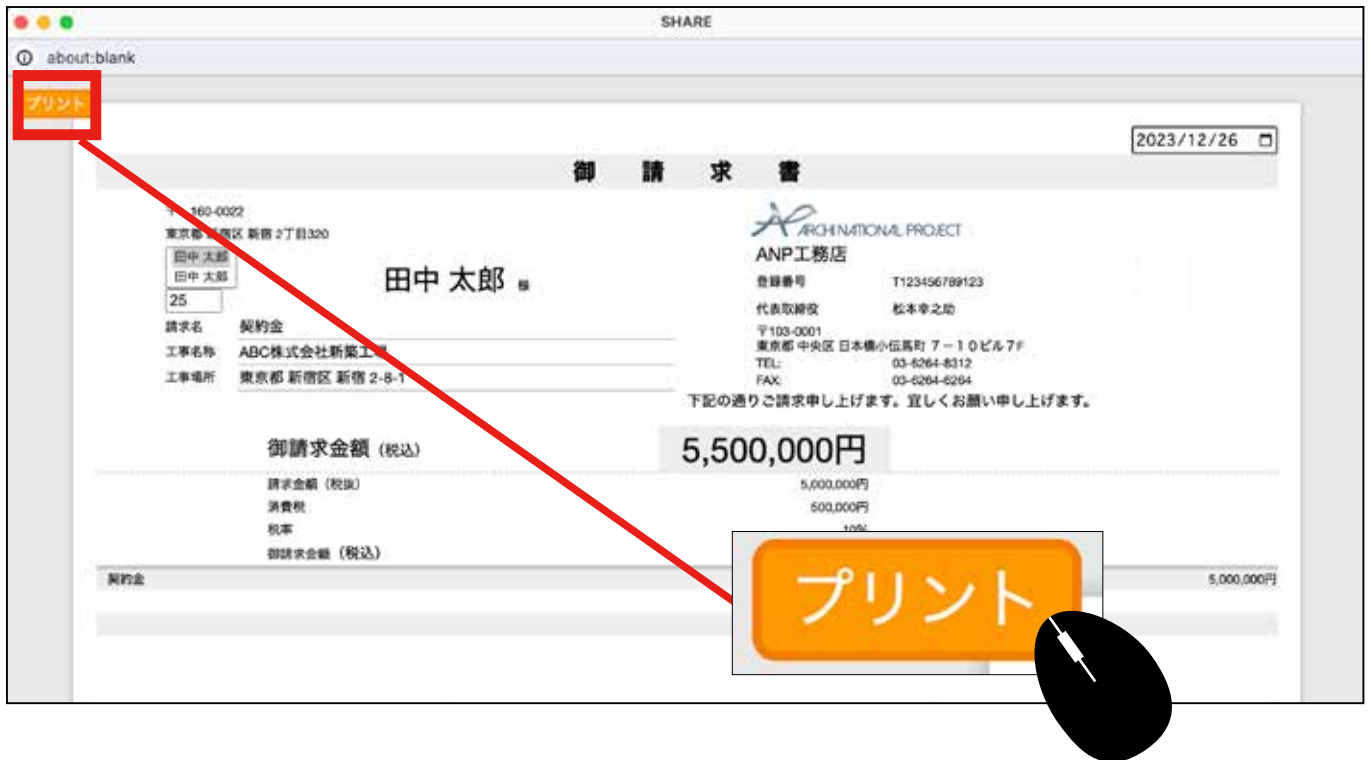 SHARE
about:blank
プリント
2023/12/26
御 請 求 書
〒 160-0022
東京都 新宿区 新宿 2丁目320
田中 太郎
田中 太郎
25
田中 太郎 様
請求名 契約金
工事名称 ABC株式会社新築工場
工事場所 東京都 新宿区 新宿 2-8-1
ARCHINATIONAL PROJECT
ANP工務店
登録番号 T123456789123
代表取締役 松本幸之助
〒103-0001
東京都 中央区 日本橋小伝馬町 7－10ビル7F
TEL: 03-6264-8312
FAX: 03-6264-6264
下記の通りご請求申し上げます。宜しくお願い申し上げます。
御請求金額（税込） 5,500,000円
請求金額（税抜） 5,000,000円
消費税 500,000円
税率 10%
御請求金額（税込）
契約金 5,000,000円
プリント